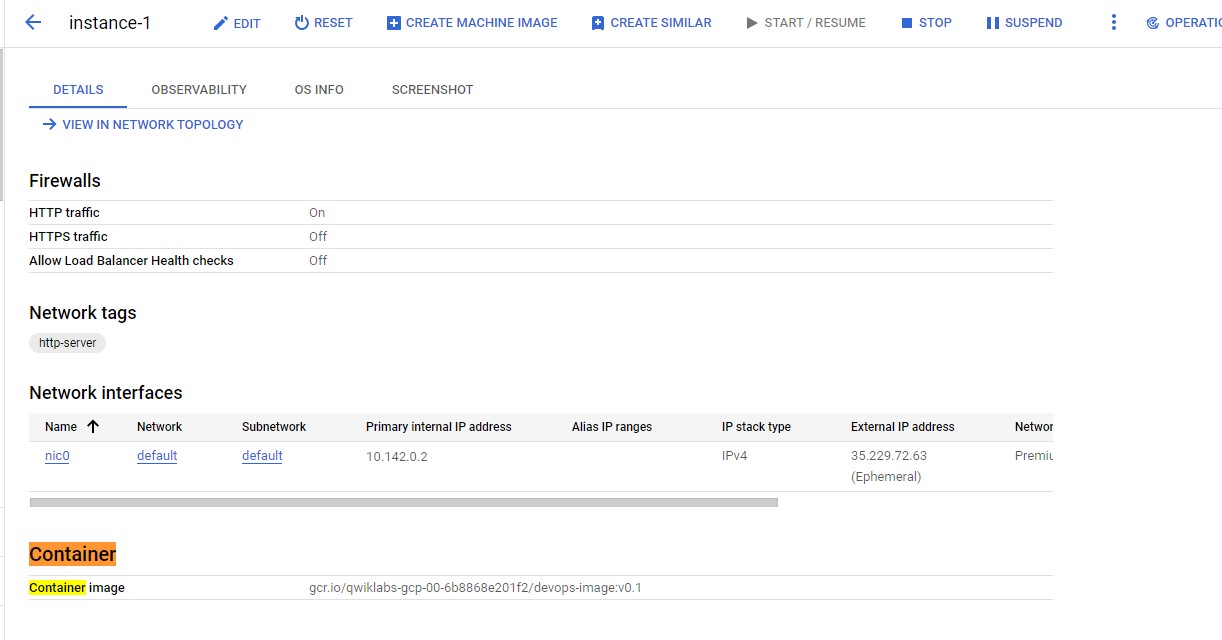 instance-1 EDIT RESET CREATE MACHINE IMAGE CREATE SIMILAR START / RESUME STOP SUSPEND OPERATIO
DETAILS OBSERVABILITY OS INFO SCREENSHOT
VIEW IN NETWORK TOPOLOGY
Firewalls
HTTP traffic On
HTTPS traffic Off
Allow Load Balancer Health checks Off
Network tags
http-server
Network interfaces
Name Network Subnetwork Primary internal IP address Alias IP ranges IP stack type External IP address Networ
nic0 default default 10.142.0.2 IPv4 35.229.72.63 Premiu
(Ephemeral)
Container
Container image gcr.io/qwiklabs-gcp-00-6b8868e201f2/devops-image:v0.1